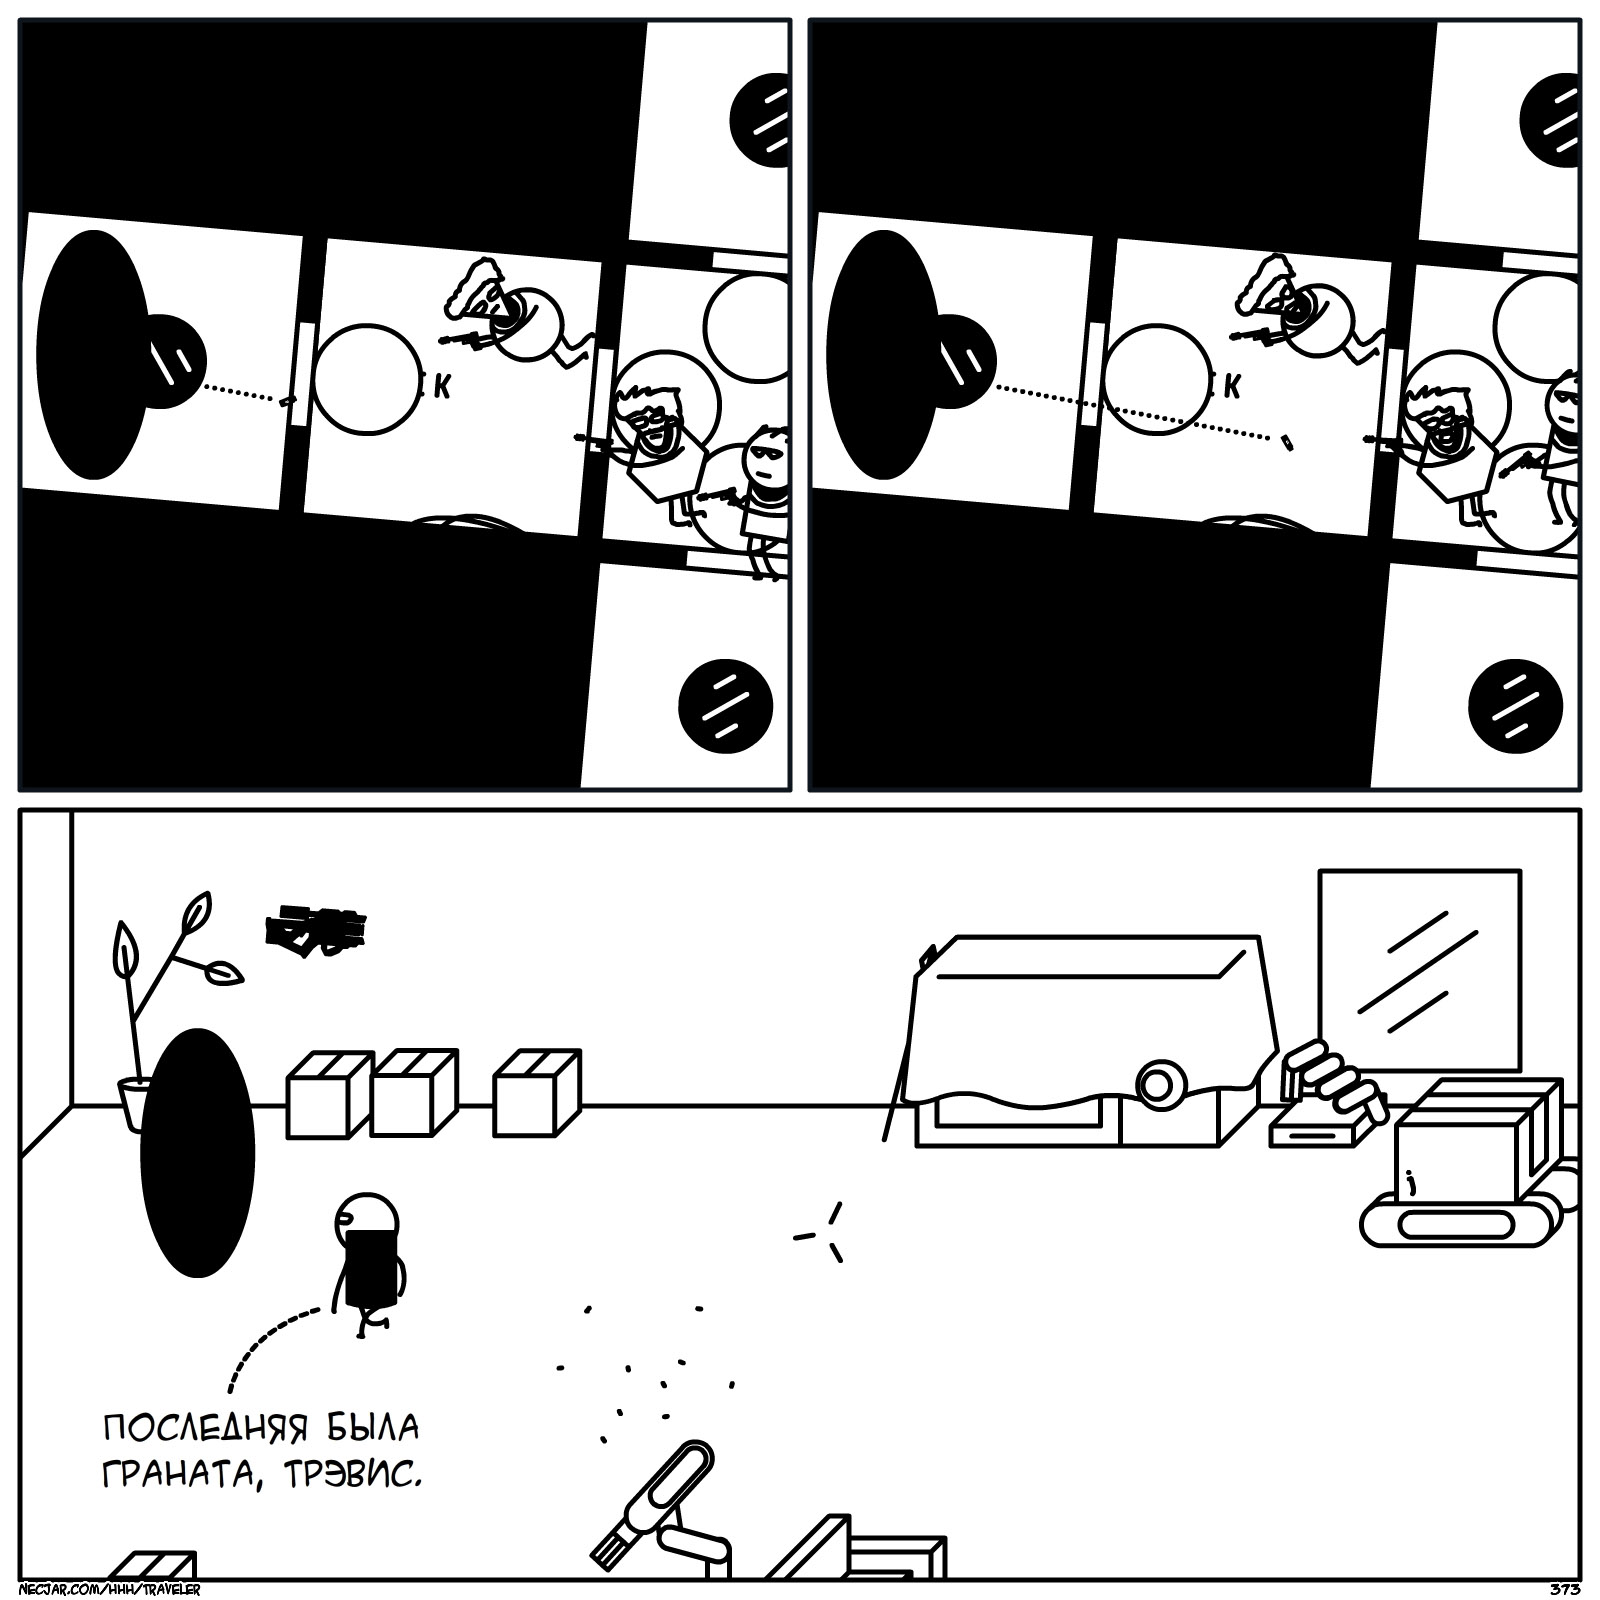 К
К
ПОСЛЕДНЯЯ БЫЛА
ГРАНАТА, ТРЭВИС.
NECJAR.COM/HHH/TRAVELER
373